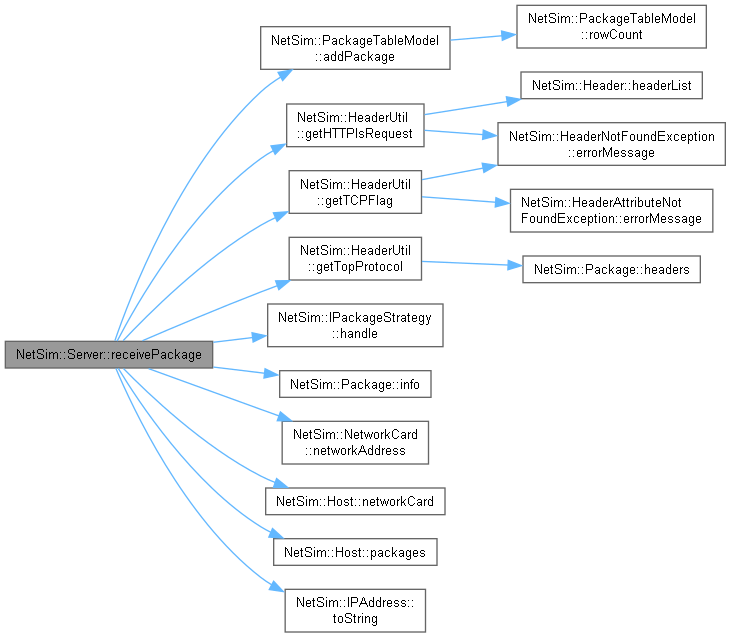 NetSim::PackageTableModel
::addPackage
NetSim::PackageTableModel
::rowCount
NetSim::HeaderUtil
::getHTTPIsRequest
NetSim::Header::headerList
NetSim::HeaderNotFoundException
::errorMessage
NetSim::HeaderUtil
::getTCPFlag
NetSim::HeaderAttributeNot
FoundException::errorMessage
NetSim::HeaderUtil
::getTopProtocol
NetSim::Package::headers
NetSim::IPackageStrategy
::handle
NetSim::Server::receivePackage
NetSim::Package::info
NetSim::NetworkCard
::networkAddress
NetSim::Host::networkCard
NetSim::Host::packages
NetSim::IPAddress::
toString